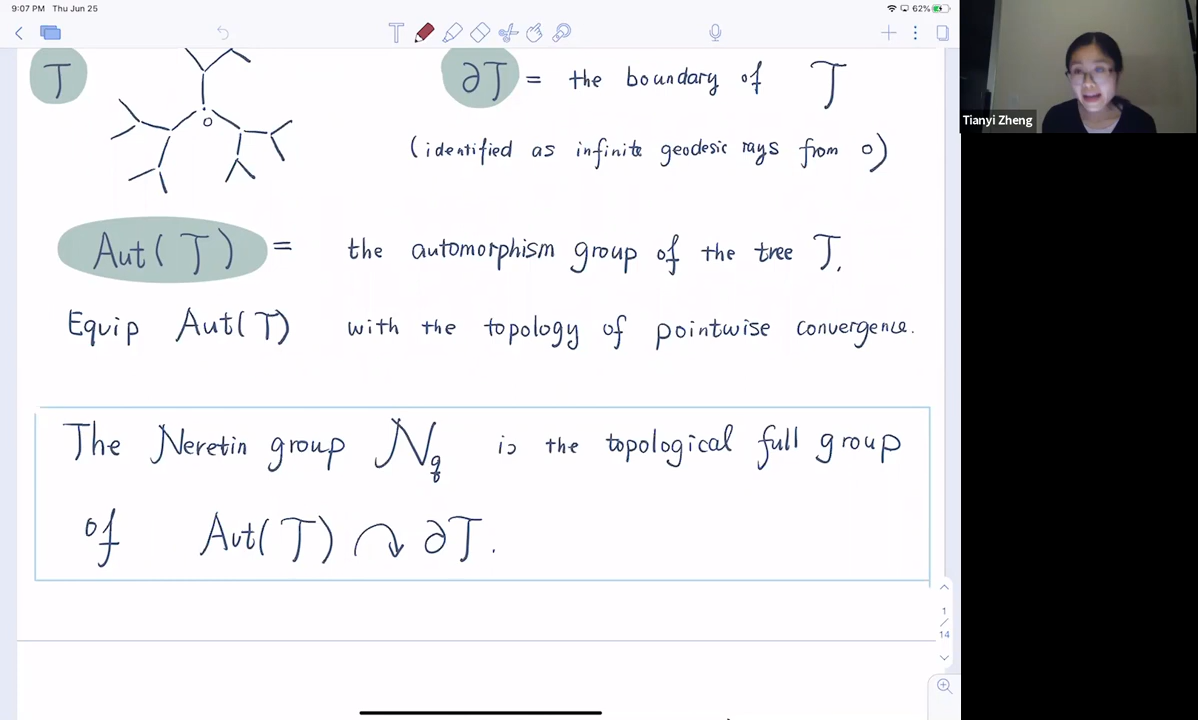 9:07 PM Thu Jun 25
62%
T
o
∂T = the boundary of T
(identified as infinite geodesic rays from o)
Aut(T) = the automorphism group of the tree T.
Equip Aut(T) with the topology of pointwise convergence.
The Neretin group N_q is the topological full group
of Aut(T) ↷ ∂T.
1
/
14
Tianyi Zheng